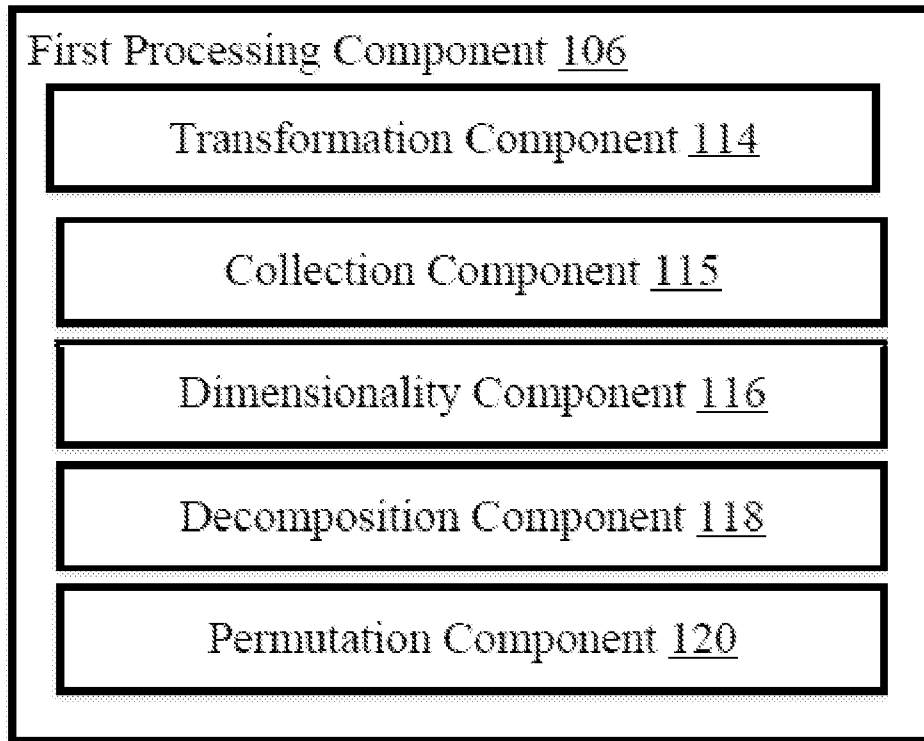 First Processing Component 106
Transformation Component 114
Collection Component 115
Dimensionality Component 116
Decomposition Component 118
Permutation Component 120